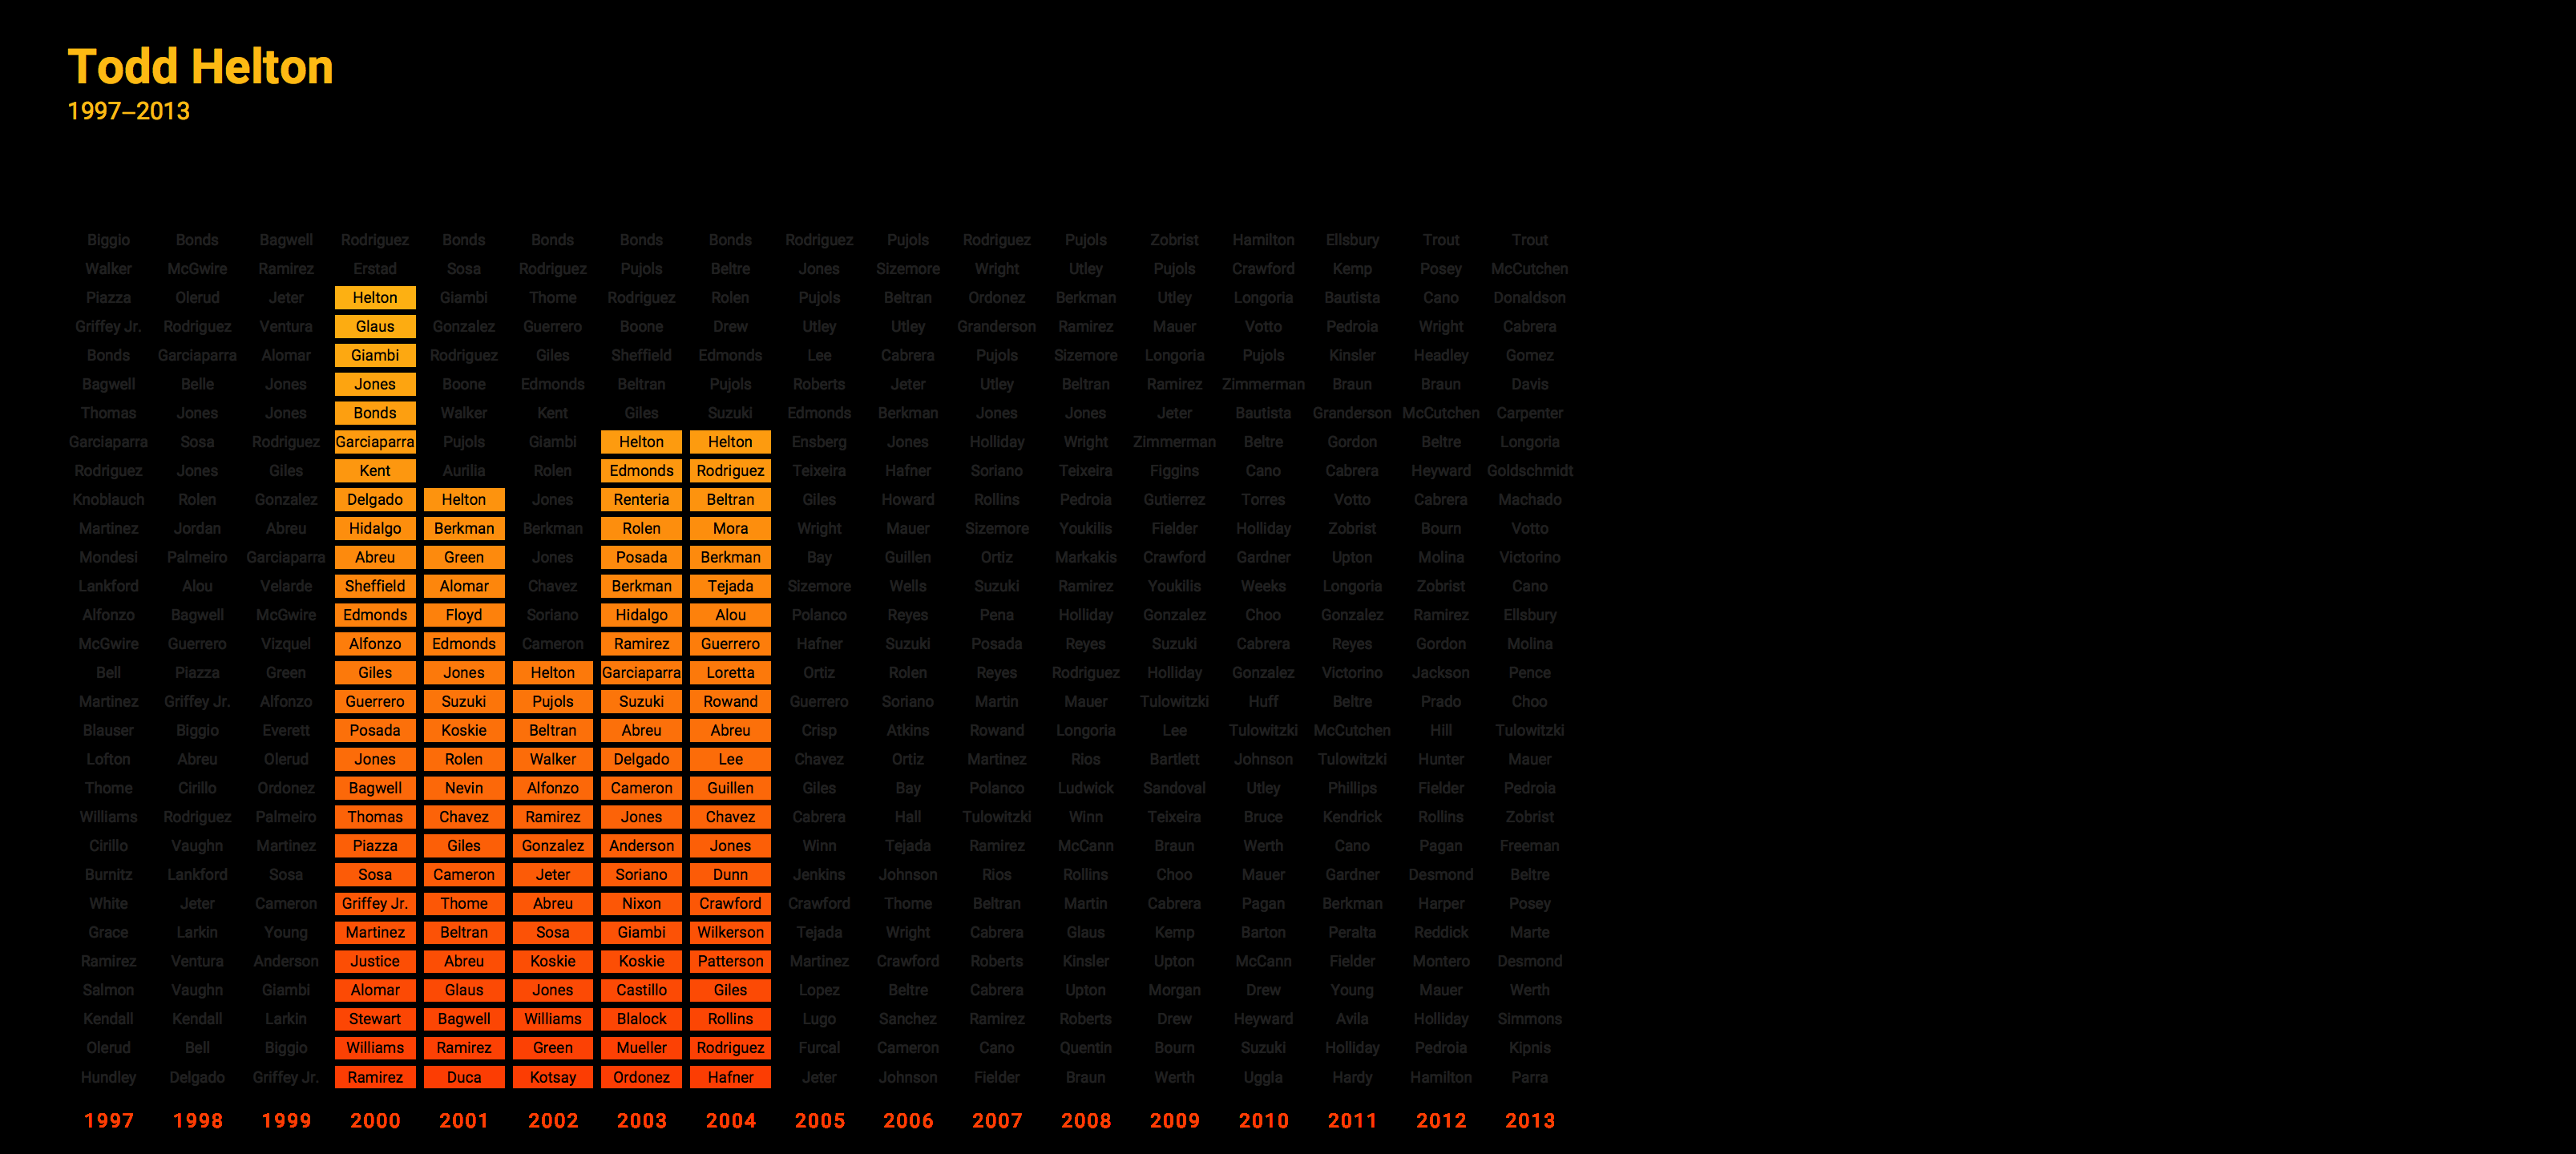 Todd Helton
1997–2013
Biggio Bonds Bagwell Rodriguez Bonds Bonds Bonds Bonds Rodriguez Pujols Rodriguez Pujols Zobrist Hamilton Ellsbury Trout Trout
Walker McGwire Ramirez Erstad Sosa Rodriguez Pujols Beltre Jones Sizemore Wright Utley Pujols Crawford Kemp Posey McCutchen
Piazza Olerud Jeter Helton Giambi Thome Rodriguez Rolen Pujols Beltran Ordonez Berkman Utley Longoria Bautista Cano Donaldson
Griffey Jr. Rodriguez Ventura Glaus Gonzalez Guerrero Boone Drew Utley Utley Granderson Ramirez Mauer Votto Pedroia Wright Cabrera
Bonds Garciaparra Alomar Giambi Rodriguez Giles Sheffield Edmonds Lee Cabrera Pujols Sizemore Longoria Pujols Kinsler Headley Gomez
Bagwell Belle Jones Jones Boone Edmonds Beltran Pujols Roberts Jeter Utley Beltran Ramirez Zimmerman Braun Braun Davis
Thomas Jones Jones Bonds Walker Kent Giles Suzuki Edmonds Berkman Jones Jones Jeter Bautista Granderson McCutchen Carpenter
Garciaparra Sosa Rodriguez Garciaparra Pujols Giambi Helton Helton Ensberg Jones Holliday Wright Zimmerman Beltre Gordon Beltre Longoria
Rodriguez Jones Giles Kent Aurilia Rolen Edmonds Rodriguez Teixeira Hafner Soriano Teixeira Figgins Cano Cabrera Heyward Goldschmidt
Knoblauch Rolen Gonzalez Delgado Helton Jones Renteria Beltran Giles Howard Rollins Pedroia Gutierrez Torres Votto Cabrera Machado
Martinez Jordan Abreu Hidalgo Berkman Berkman Rolen Mora Wright Mauer Sizemore Youkilis Fielder Holliday Zobrist Bourn Votto
Mondesi Palmeiro Garciaparra Abreu Green Jones Posada Berkman Bay Guillen Ortiz Markakis Crawford Gardner Upton Molina Victorino
Lankford Alou Velarde Sheffield Alomar Chavez Berkman Tejada Sizemore Wells Suzuki Ramirez Youkilis Weeks Longoria Zobrist Cano
Alfonzo Bagwell McGwire Edmonds Floyd Soriano Hidalgo Alou Polanco Reyes Pena Holliday Gonzalez Choo Gonzalez Ramirez Ellsbury
McGwire Guerrero Vizquel Alfonzo Edmonds Cameron Ramirez Guerrero Hafner Suzuki Posada Reyes Suzuki Cabrera Reyes Gordon Molina
Bell Piazza Green Giles Jones Helton Garciaparra Loretta Ortiz Rolen Reyes Rodriguez Holliday Gonzalez Victorino Jackson Pence
Martinez Griffey Jr. Alfonzo Guerrero Suzuki Pujols Suzuki Rowand Guerrero Soriano Martin Mauer Tulowitzki Huff Beltre Prado Choo
Blauser Biggio Everett Posada Koskie Beltran Abreu Abreu Crisp Atkins Rowand Longoria Lee Tulowitzki McCutchen Hill Tulowitzki
Lofton Abreu Olerud Jones Rolen Walker Delgado Lee Chavez Ortiz Martinez Rios Bartlett Johnson Tulowitzki Hunter Mauer
Thome Cirillo Ordonez Bagwell Nevin Alfonzo Cameron Guillen Giles Bay Polanco Ludwick Sandoval Utley Phillips Fielder Pedroia
Williams Rodriguez Palmeiro Thomas Chavez Ramirez Jones Chavez Cabrera Hall Tulowitzki Winn Teixeira Bruce Kendrick Rollins Zobrist
Cirillo Vaughn Martinez Piazza Giles Gonzalez Anderson Jones Winn Tejada Ramirez McCann Braun Werth Cano Pagan Freeman
Burnitz Lankford Sosa Sosa Cameron Jeter Soriano Dunn Jenkins Johnson Rios Rollins Choo Mauer Gardner Desmond Beltre
White Jeter Cameron Griffey Jr. Thome Abreu Nixon Crawford Crawford Thome Beltran Martin Cabrera Pagan Berkman Harper Posey
Grace Larkin Young Martinez Beltran Sosa Giambi Wilkerson Tejada Wright Cabrera Glaus Kemp Barton Peralta Reddick Marte
Ramirez Ventura Anderson Justice Abreu Koskie Koskie Patterson Martinez Crawford Roberts Kinsler Upton McCann Fielder Montero Desmond
Salmon Vaughn Giambi Alomar Glaus Jones Castillo Giles Lopez Beltre Cabrera Upton Morgan Drew Young Mauer Werth
Kendall Kendall Larkin Stewart Bagwell Williams Blalock Rollins Lugo Sanchez Ramirez Roberts Drew Heyward Avila Holliday Simmons
Olerud Bell Biggio Williams Ramirez Green Mueller Rodriguez Furcal Cameron Cano Quentin Bourn Suzuki Holliday Pedroia Kipnis
Hundley Delgado Griffey Jr. Ramirez Duca Kotsay Ordonez Hafner Jeter Johnson Fielder Braun Werth Uggla Hardy Hamilton Parra
1997 1998 1999 2000 2001 2002 2003 2004 2005 2006 2007 2008 2009 2010 2011 2012 2013